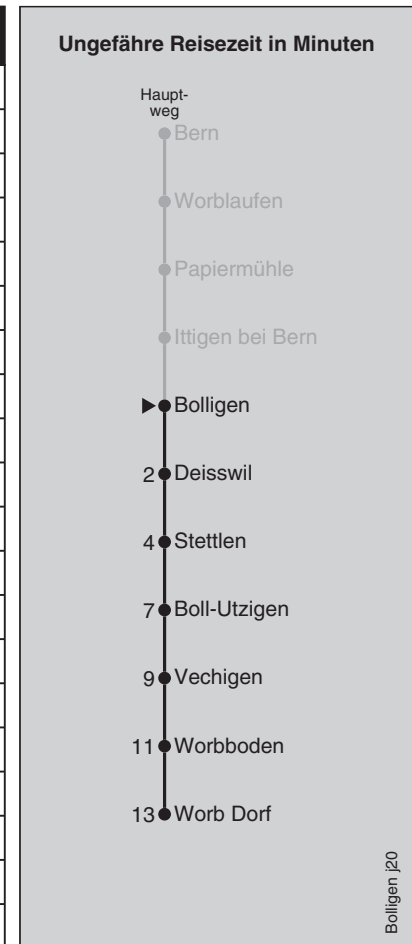 Ungefähre Reisezeit in Minuten
Haupt-
weg
Bern
Worblaufen
Papiermühle
Ittigen bei Bern
Bolligen
2 Deisswil
4 Stettlen
7 Boll-Utzigen
9 Vechigen
11 Worbboden
13 Worb Dorf
Bolligen j20